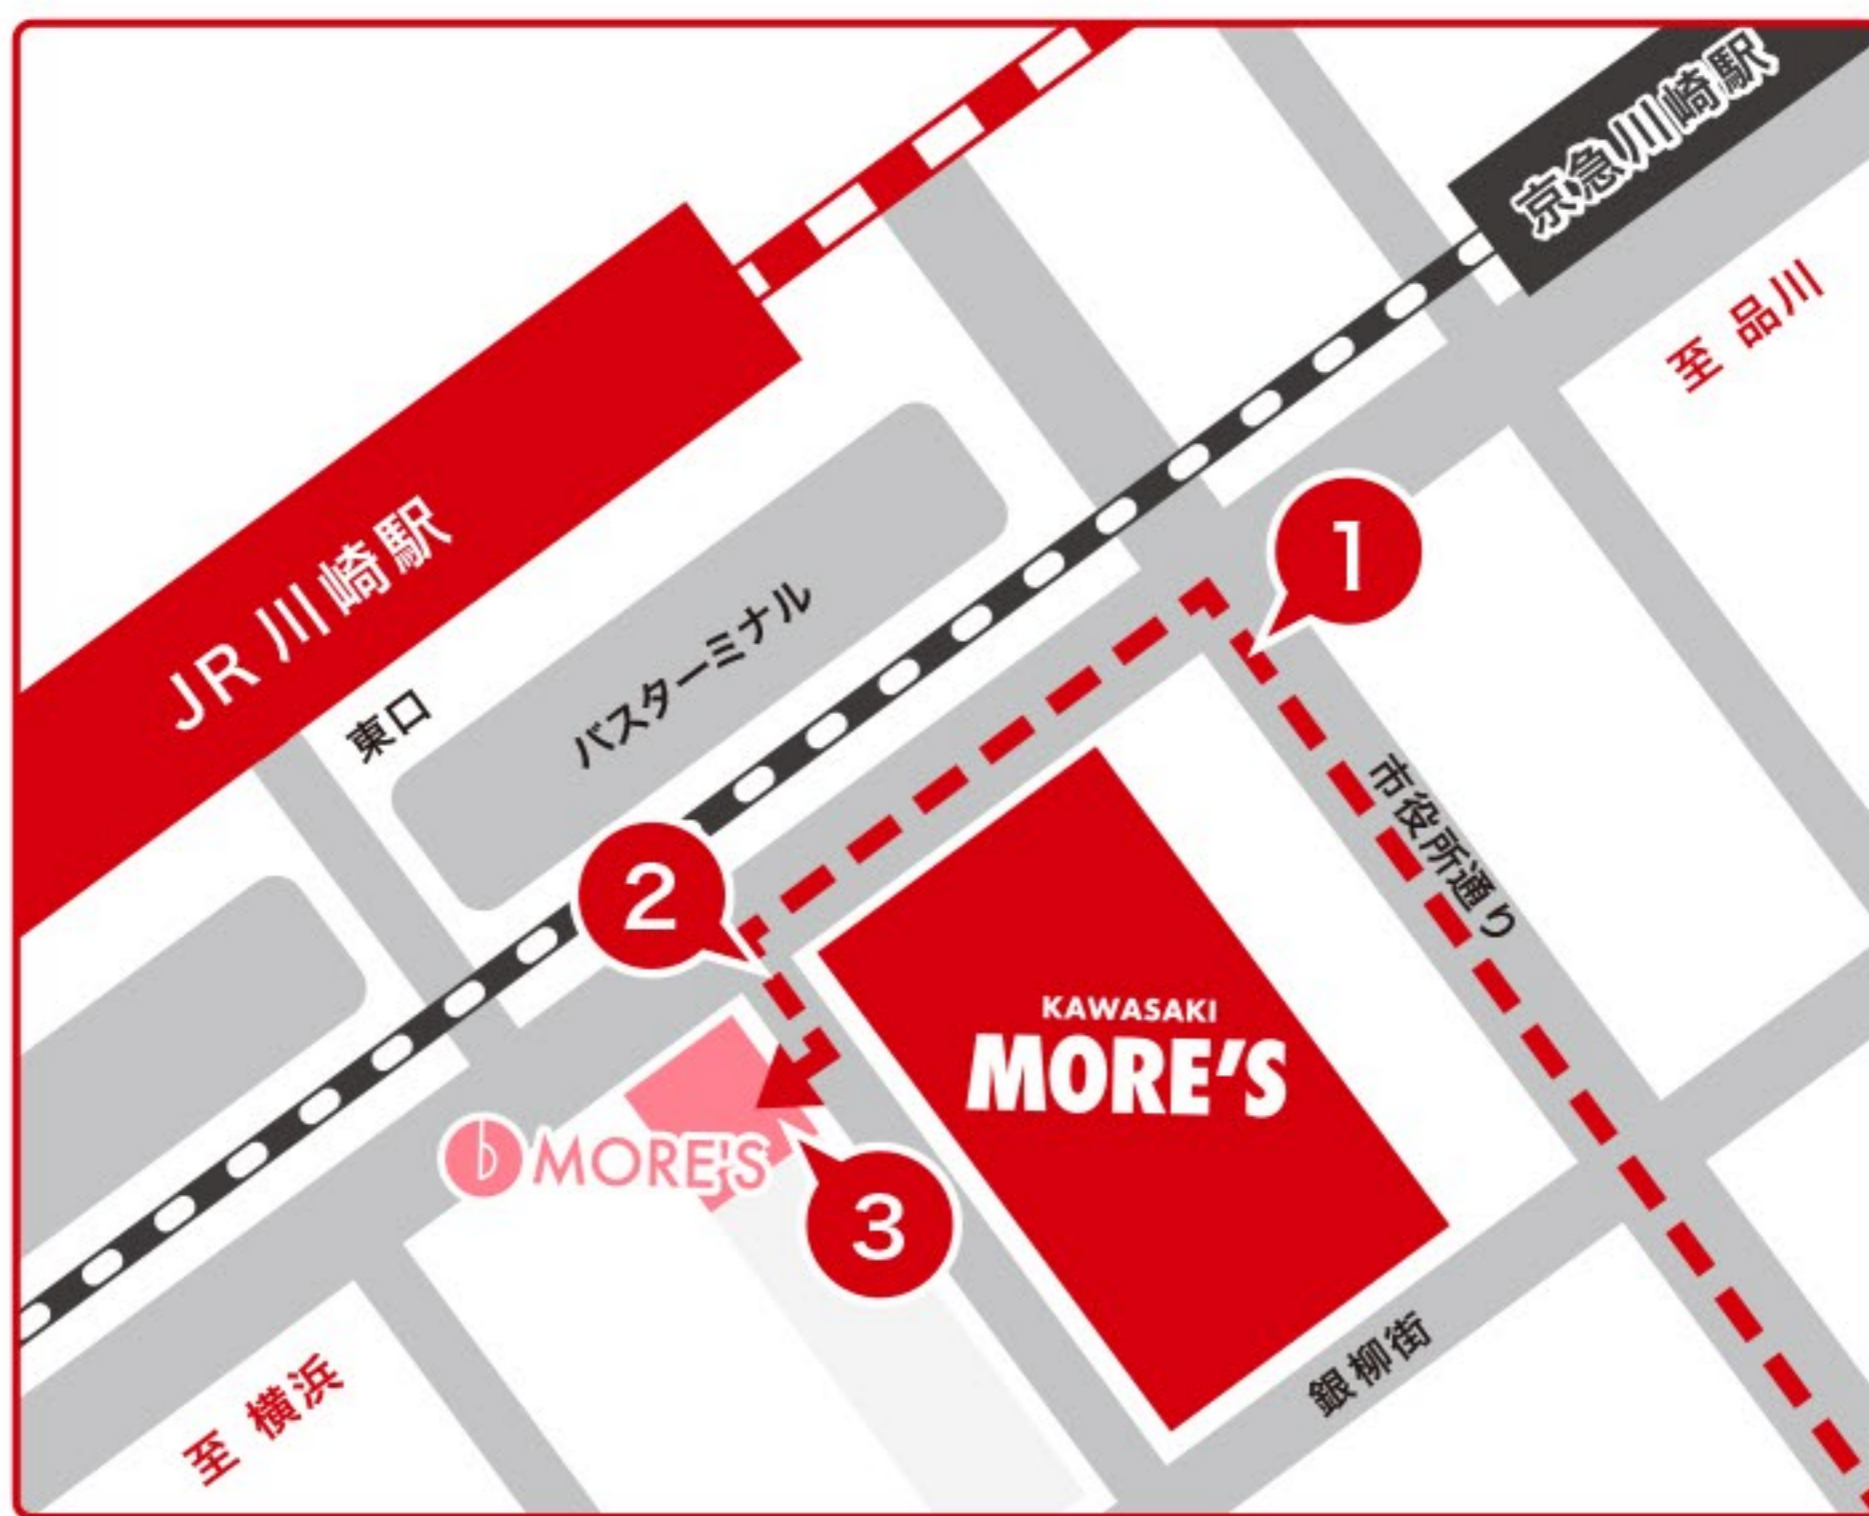 京急川崎駅
至 品川
1
JR 川崎駅
東口
バスターミナル
2
市役所通り
KAWASAKI
MORE'S
b MORE'S
3
銀柳街
至 横浜